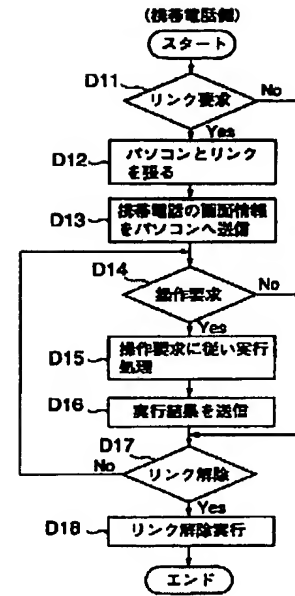 (携帯電話側)
スタート
D11
リンク要求
No
Yes
D12
パソコンとリンク
を張る
D13
携帯電話の画面情報
をパソコンへ送信
D14
操作要求
No
Yes
D15
操作要求に従い実行
処理
D16
実行結果を送信
D17
リンク解除
No
Yes
D18
リンク解除実行
エンド